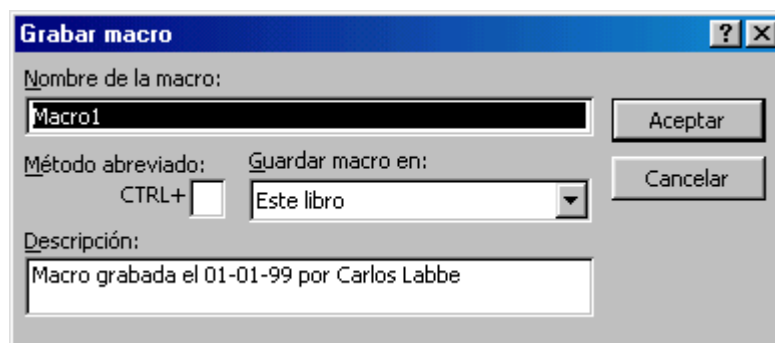 Grabar macro
Nombre de la macro:
Macro1
Aceptar
Método abreviado:
Guardar macro en:
Cancelar
CTRL+
Este libro
Descripción:
Macro grabada el 01-01-99 por Carlos Labbe